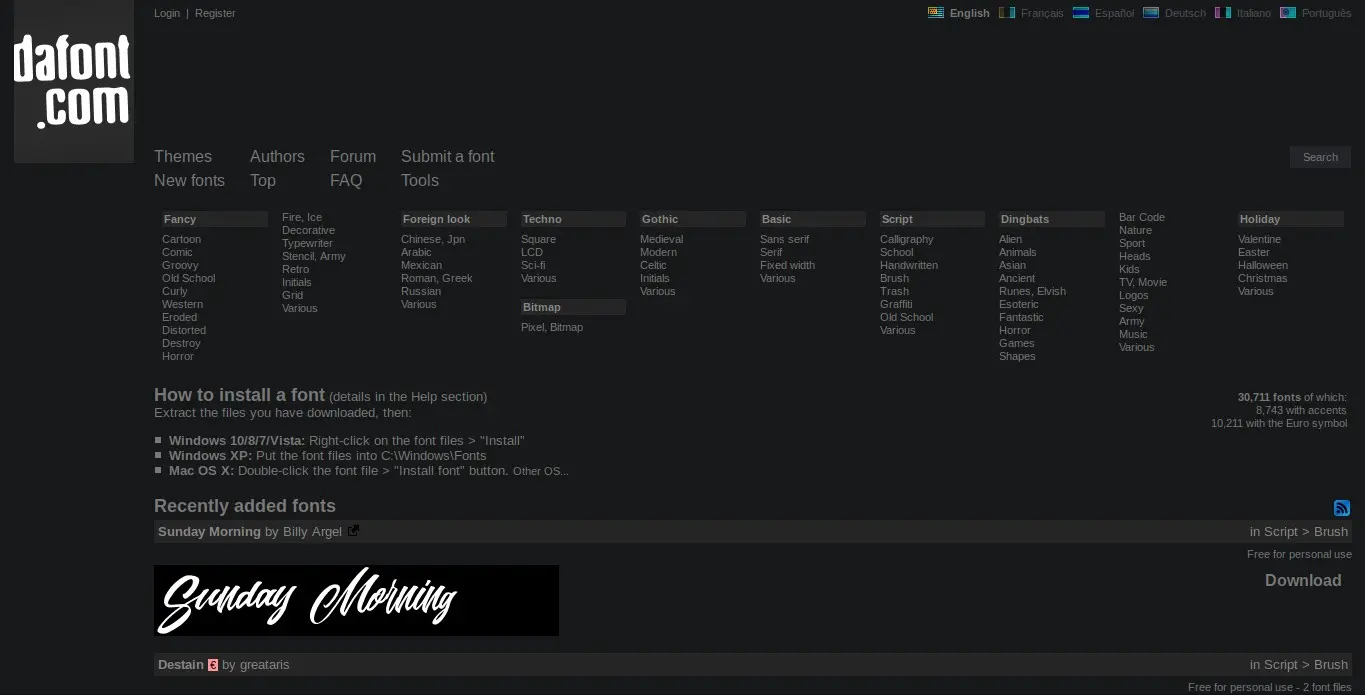 Login | Register
English Français Español Deutsch Italiano Português
dafont
.com
Themes Authors Forum Submit a font
Search
New fonts Top FAQ Tools
Fancy
Cartoon
Comic
Groovy
Old School
Curly
Western
Eroded
Distorted
Destroy
Horror
Fire, Ice
Decorative
Typewriter
Stencil, Army
Retro
Initials
Grid
Various
Foreign look
Chinese, Jpn
Arabic
Mexican
Roman, Greek
Russian
Various
Techno
Square
LCD
Sci-fi
Various
Bitmap
Pixel, Bitmap
Gothic
Medieval
Modern
Celtic
Initials
Various
Basic
Sans serif
Serif
Fixed width
Various
Script
Calligraphy
School
Handwritten
Brush
Trash
Graffiti
Old School
Various
Dingbats
Alien
Animals
Asian
Ancient
Runes, Elvish
Esoteric
Fantastic
Horror
Games
Shapes
Bar Code
Nature
Sport
Heads
Kids
TV, Movie
Logos
Sexy
Army
Music
Various
Holiday
Valentine
Easter
Halloween
Christmas
Various
How to install a font (details in the Help section)
Extract the files you have downloaded, then:
Windows 10/8/7/Vista: Right-click on the font files > "Install"
Windows XP: Put the font files into C:\Windows\Fonts
Mac OS X: Double-click the font file > "Install font" button. Other OS...
30,711 fonts of which:
8,743 with accents
10,211 with the Euro symbol
Recently added fonts
Sunday Morning by Billy Argel
in Script > Brush
Free for personal use
Download
Sunday Morning
Destain € by greataris
in Script > Brush
Free for personal use - 2 font files